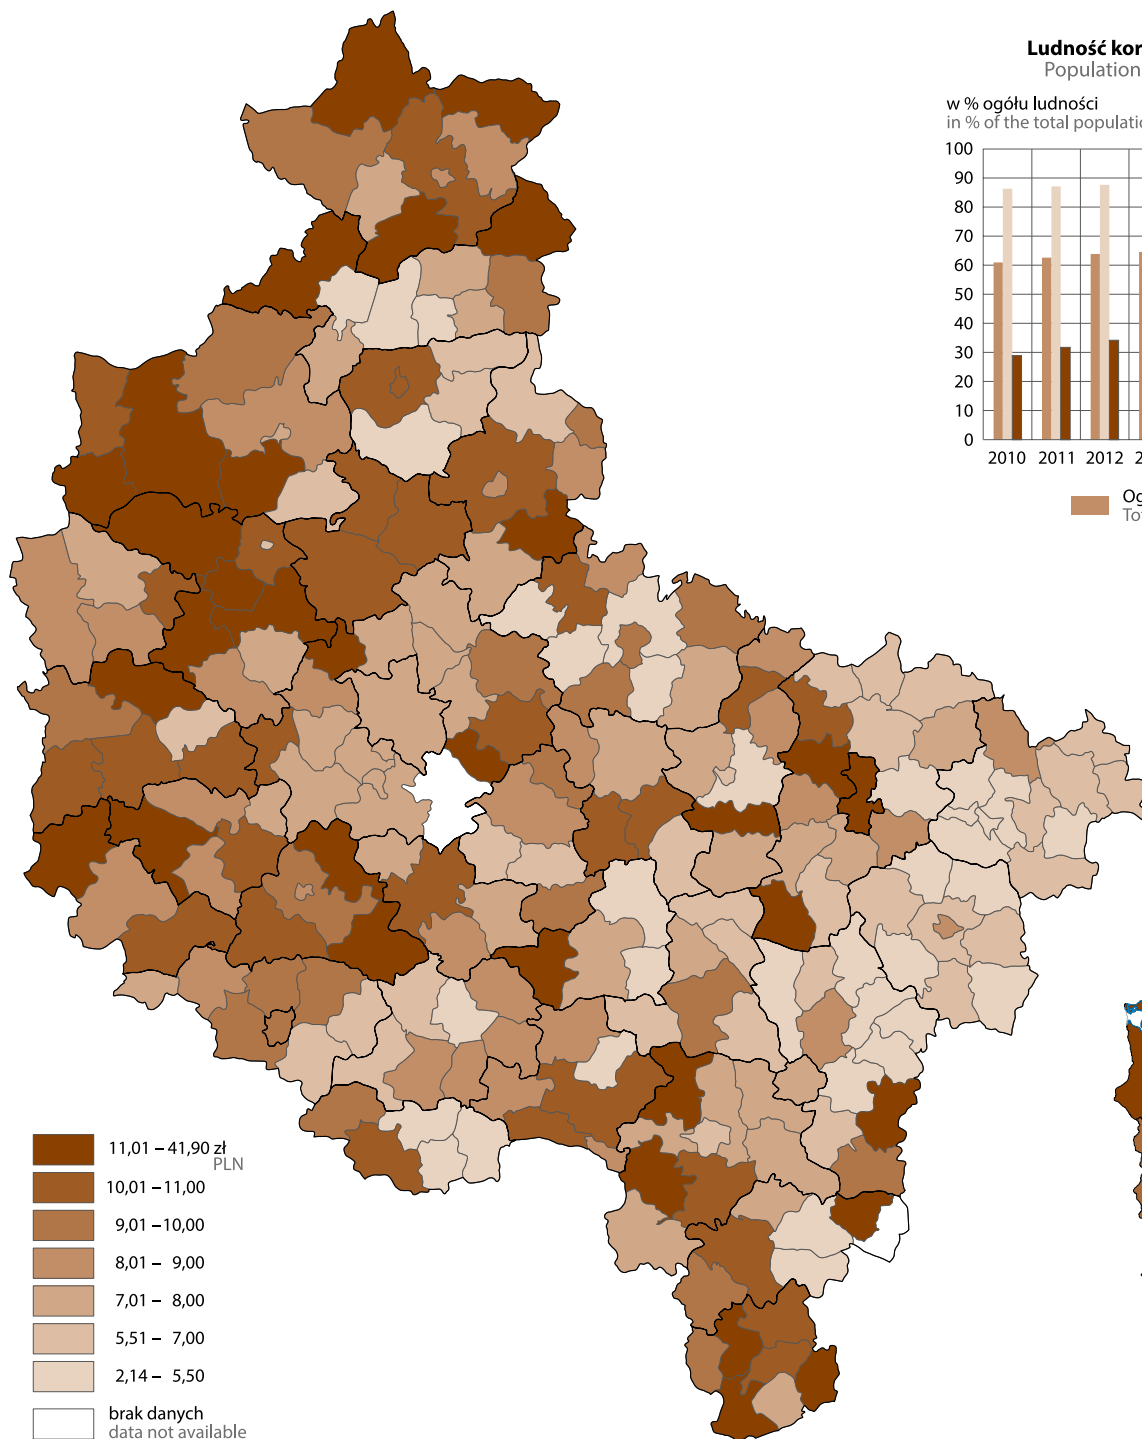 Ludność kor
Population
w % ogółu ludności
in % of the total populatio
100
90
80
70
60
50
40
30
20
10
0
2010 2011 2012 2
Og
To
11,01 – 41,90 zł
PLN
10,01 – 11,00
9,01 – 10,00
8,01 – 9,00
7,01 – 8,00
5,51 – 7,00
2,14 – 5,50
brak danych
data not available